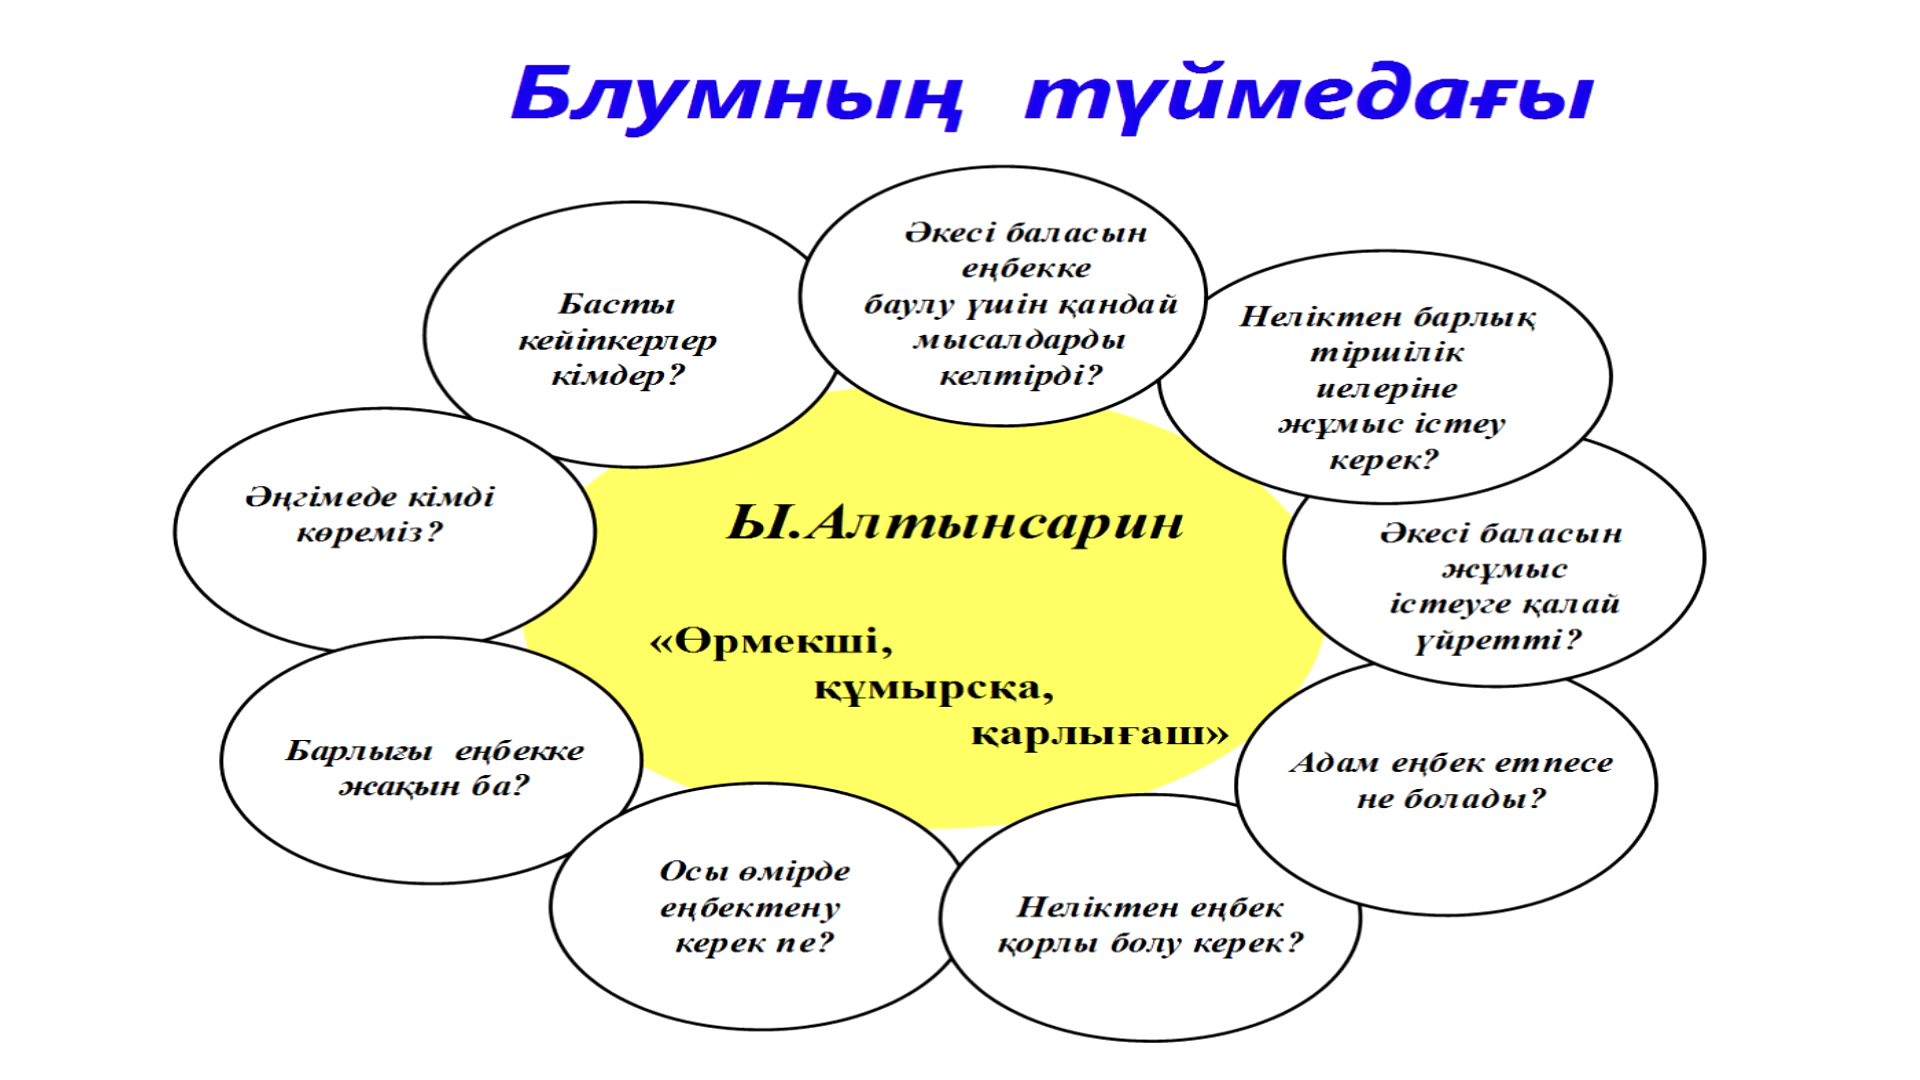 Блумның түймедағы
Әкесі баласын
еңбекке
баулу үшін қандай
мысалдарды
келтірді?
Басты
кейіпкерлер
кімдер?
Неліктен барлық
тіршілік
иелеріне
жұмыс істеу
керек?
Әңгімеде кімді
көреміз?
Ы.Алтынсарин
«Өрмекші,
құмырсқа,
қарлығаш»
Әкесі баласын
жұмыс
істеуге қалай
үйретті?
Барлығы еңбекке
жақын ба?
Адам еңбек етпесе
не болады?
Осы өмірде
еңбектену
керек пе?
Неліктен еңбек
қорлы болу керек?